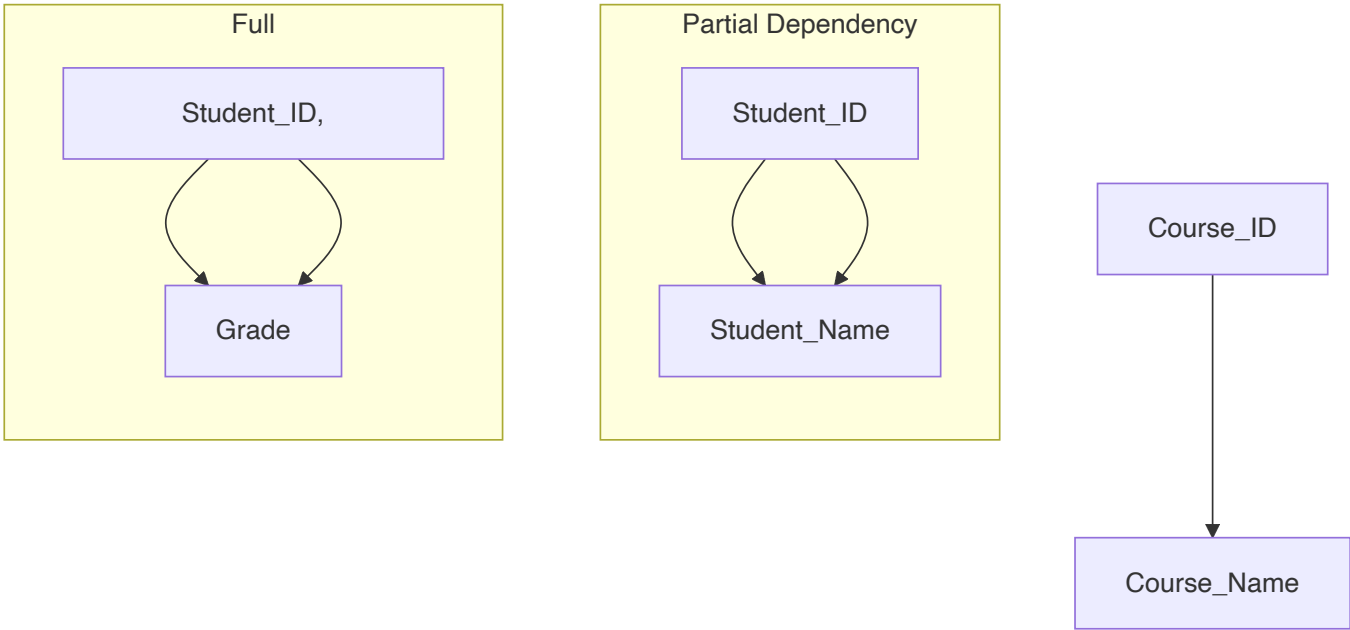 Full
Student_ID,
Grade
Partial Dependency
Student_ID
Student_Name
Course_ID
Course_Name